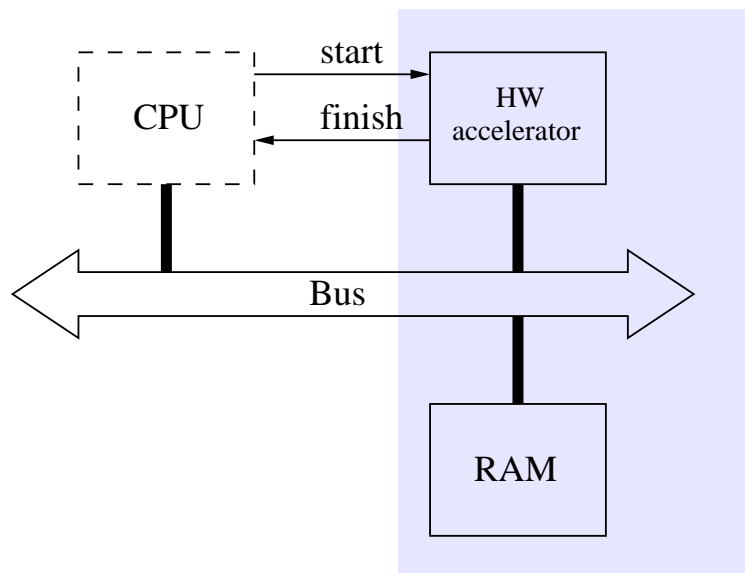 start
CPU
HW
accelerator
finish
Bus
RAM